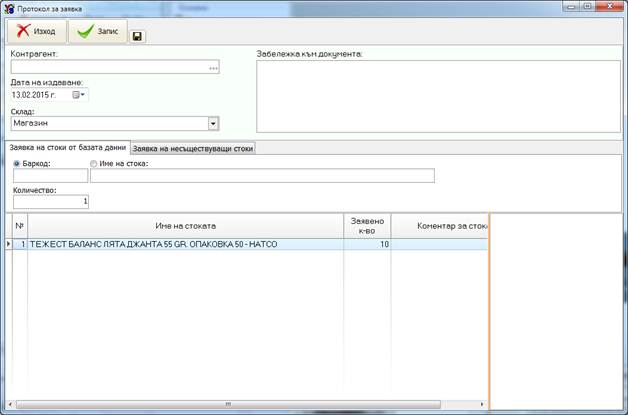 Протокол за заявка
Изход
Запис
Контрагент:
Забележка към документа:
Дата на издаване:
13.02.2015 г.
Склад:
Магазин
Заявка на стоки от базата данни
Заявка на несъществуващи стоки
Баркод:
Име на стока:
Количество:
1
№ Име на стоката Заявено к-во Коментар за стока
1 ТЕЖЕСТ БАЛАНС ЛЯТА ДЖАНТА 55 GR. ОПАКОВКА 50 - HATCO 10